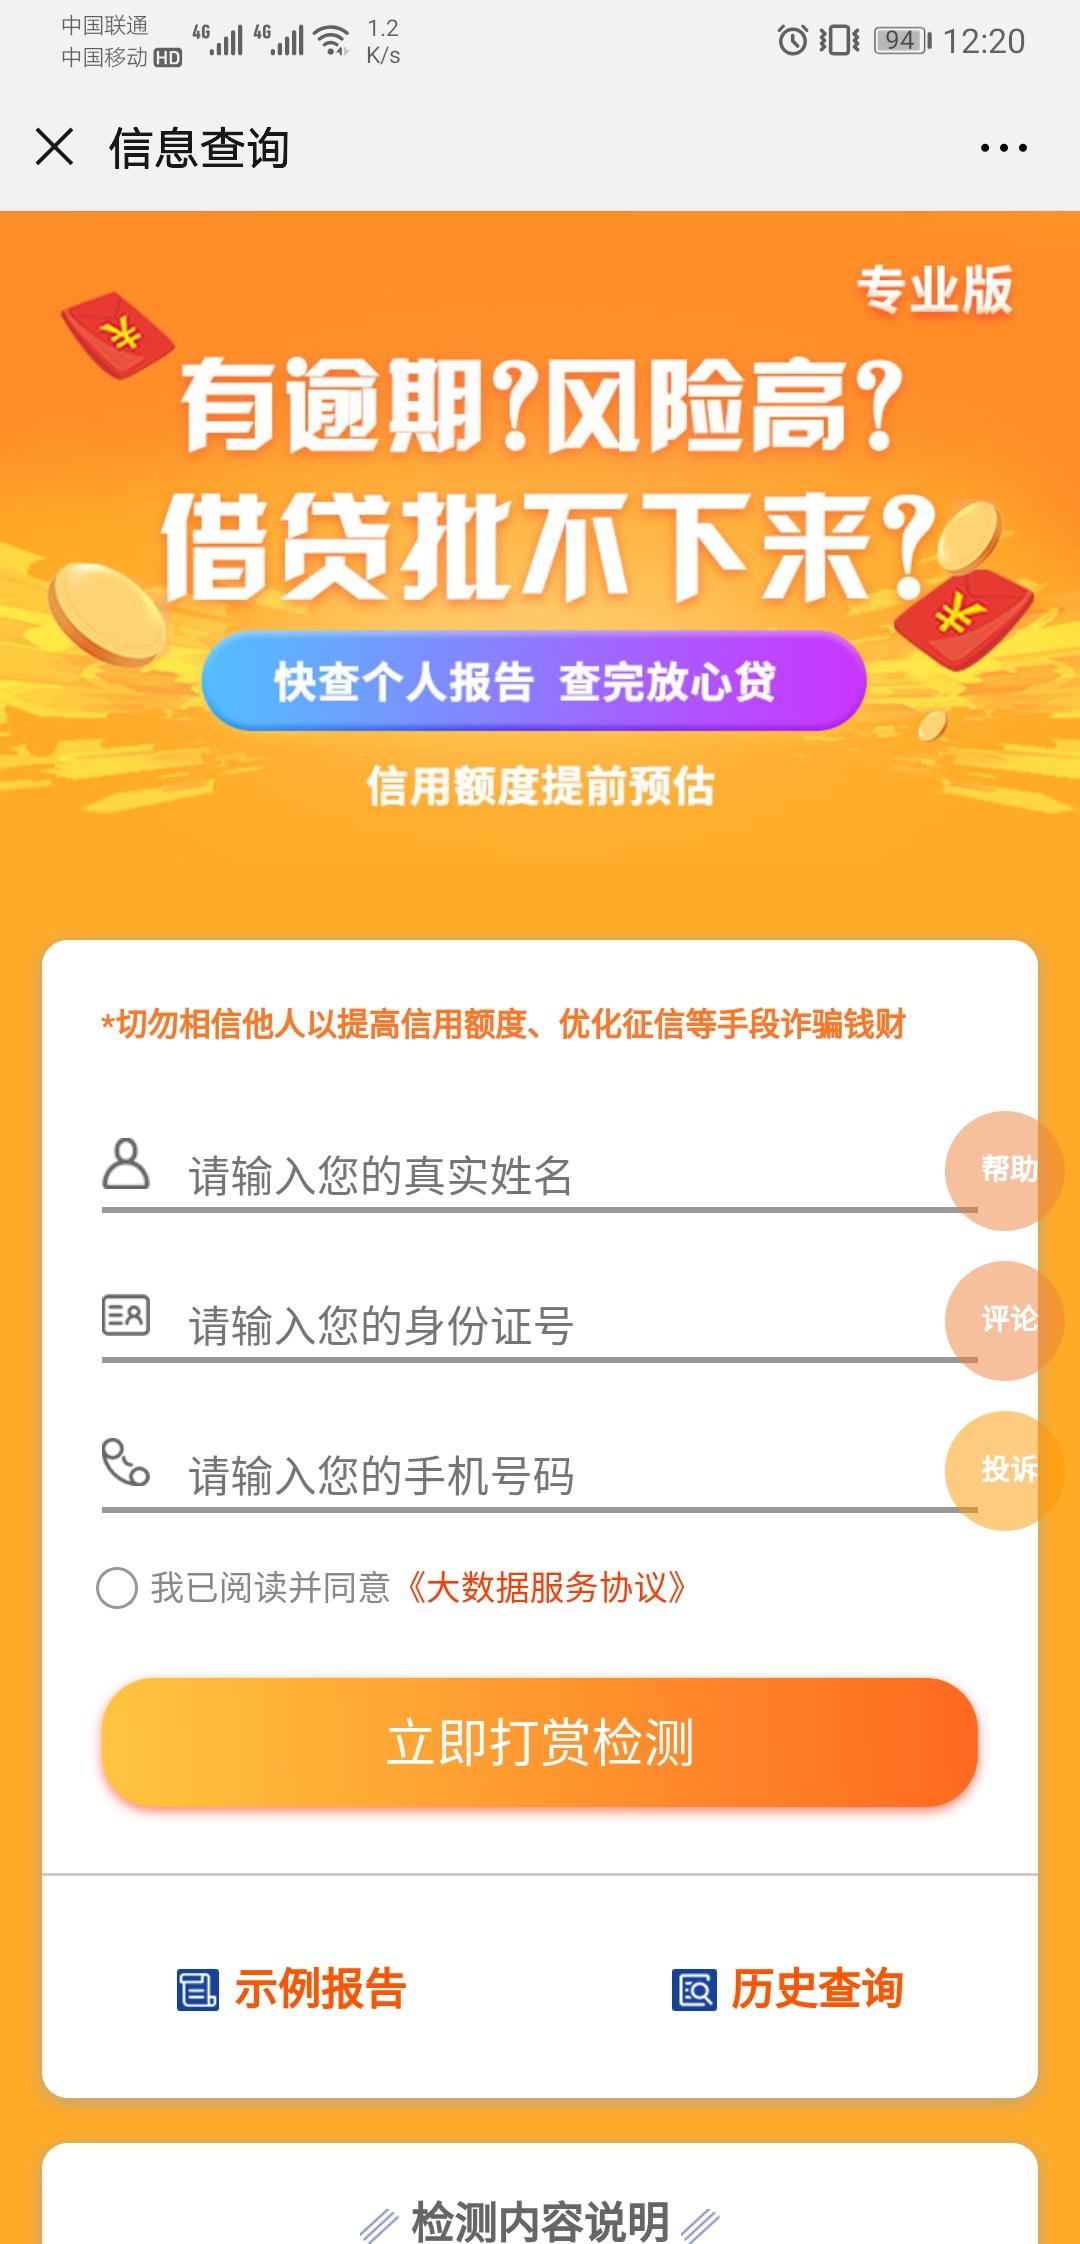 中国联通
中国移动 HD
4G 4G
1.2
K/s
94 12:20
信息查询
专业版
有逾期?风险高?
借贷批不下来?
快查个人报告 查完放心贷
信用额度提前预估
*切勿相信他人以提高信用额度、优化征信等手段诈骗钱财
请输入您的真实姓名
帮助
请输入您的身份证号
评论
请输入您的手机号码
投诉
我已阅读并同意《大数据服务协议》
立即打赏检测
示例报告 历史查询
检测内容说明